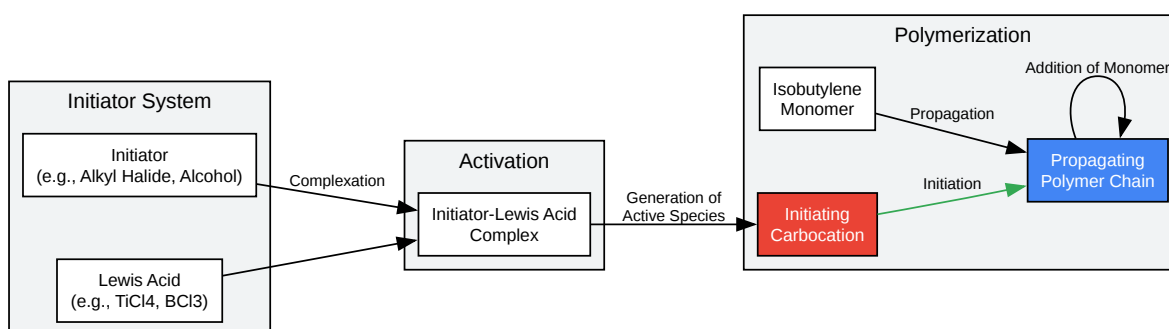 Initiator System
Initiator
(e.g., Alkyl Halide, Alcohol)
Lewis Acid
(e.g., TiCl4, BCl3)
Complexation
Activation
Initiator-Lewis Acid
Complex
Generation of
Active Species
Polymerization
Isobutylene
Monomer
Addition of Monomer
Propagation
Propagating
Polymer Chain
Initiation
Initiating
Carbocation